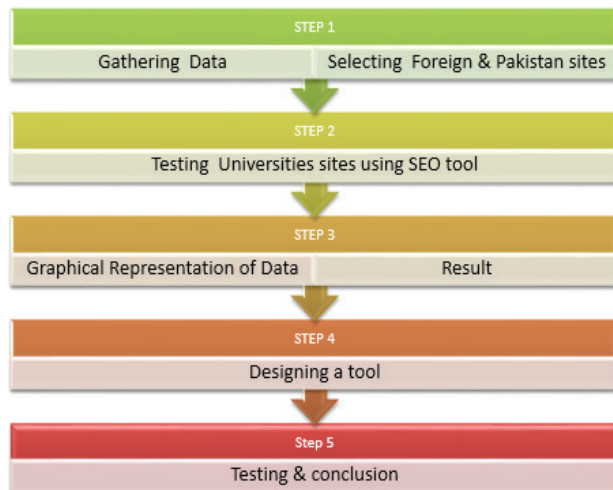 STEP 1
Gathering Data
Selecting Foreign & Pakistan sites
STEP 2
Testing Universities sites using SEO tool
STEP 3
Graphical Representation of Data
Result
STEP 4
Designing a tool
Step 5
Testing & conclusion